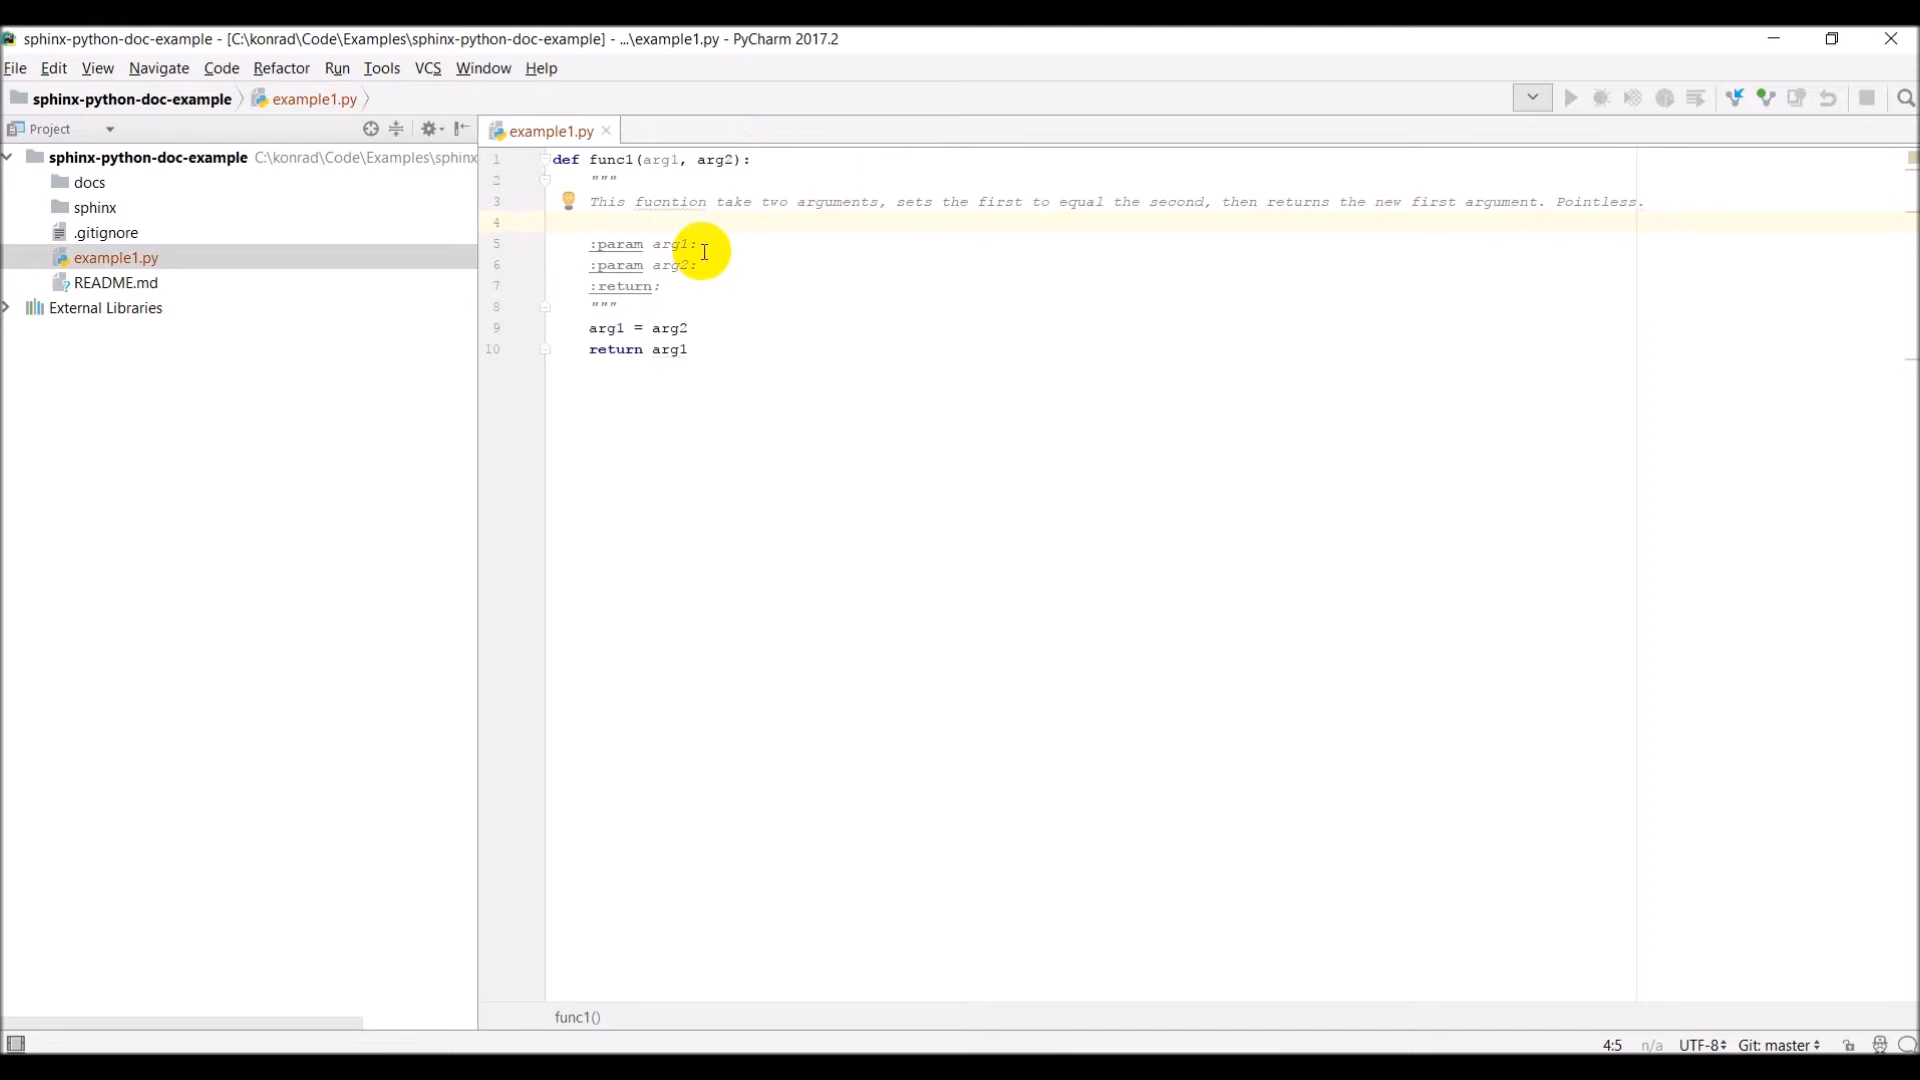 sphinx-python-doc-example - [C:\konrad\Code\Examples\sphinx-python-doc-example] - ...\example1.py - PyCharm 2017.2
File Edit View Navigate Code Refactor Run Tools VCS Window Help
sphinx-python-doc-example example1.py
Project
example1.py
sphinx-python-doc-example C:\konrad\Code\Examples\sphinx
docs
sphinx
.gitignore
example1.py
README.md
External Libraries
1 def func1(arg1, arg2):
2 """
3 This fucntion take two arguments, sets the first to equal the second, then returns the new first argument. Pointless.
4
5 :param arg1:
6 :param arg2:
7 :return:
8 """
9 arg1 = arg2
10 return arg1
func1()
4:5 n/a UTF-8 Git: master